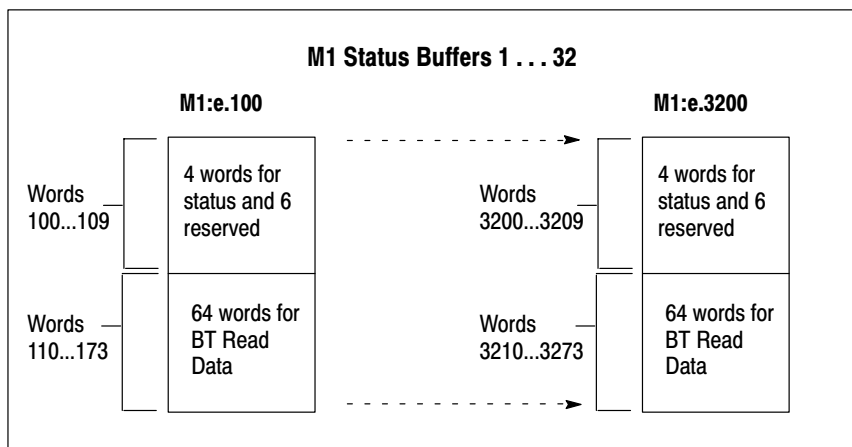 M1 Status Buffers 1 . . . 32
M1:e.100
Words
100...109
4 words for
status and 6
reserved
Words
110...173
64 words for
BT Read
Data
M1:e.3200
Words
3200...3209
4 words for
status and 6
reserved
Words
3210...3273
64 words for
BT Read
Data